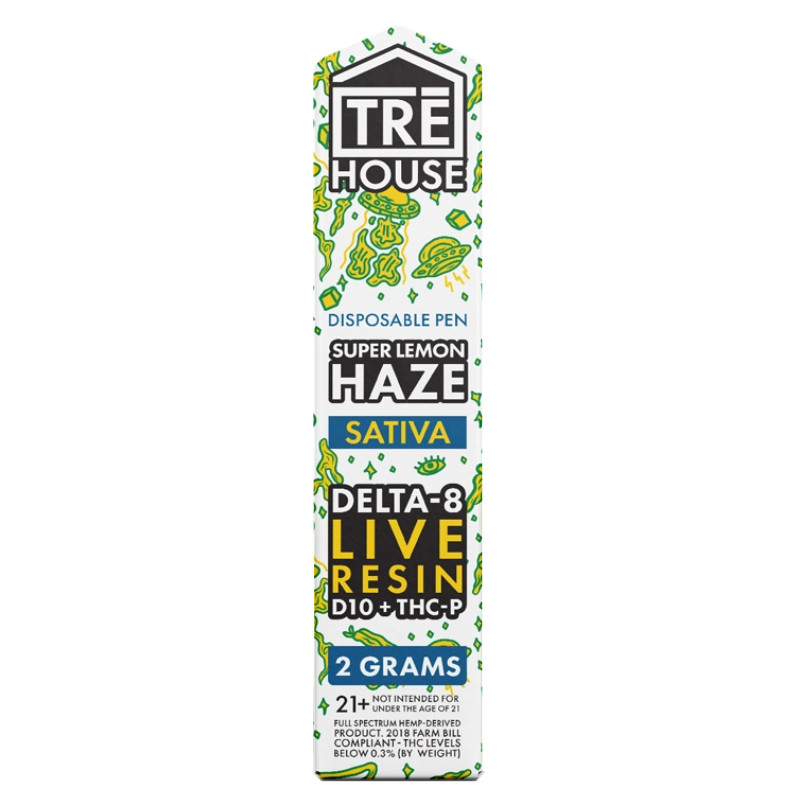 TRĒ
HOUSE
DISPOSABLE PEN
SUPER LEMON
HAZE
SATIVA
DELTA-8
LIVE
RESIN
D10 + THC-P
2 GRAMS
21+ NOT INTENDED FOR
UNDER THE AGE OF 21
FULL SPECTRUM HEMP-DERIVED
PRODUCT. 2018 FARM BILL
COMPLIANT - THC LEVELS
BELOW 0.3% (BY WEIGHT)